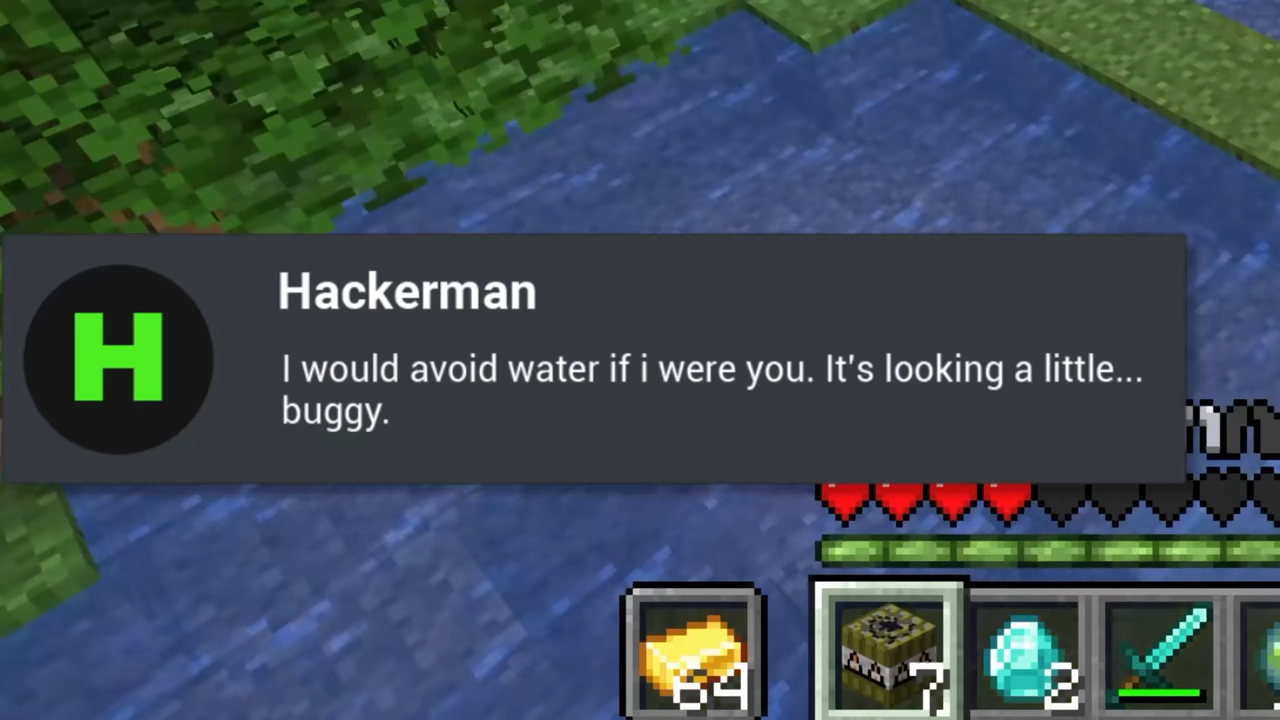 H
Hackerman
I would avoid water if i were you. It's looking a little...
buggy.
64
7
2